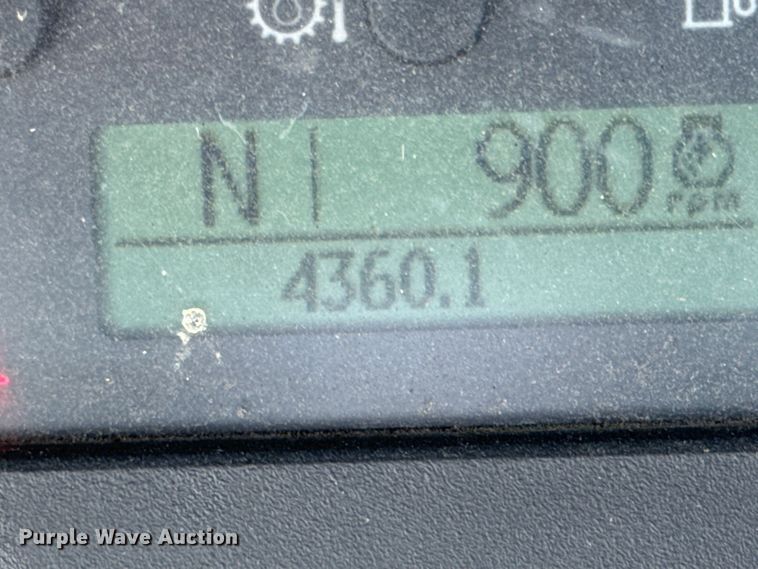 N 900 rpm
4360.1
Purple Wave Auction